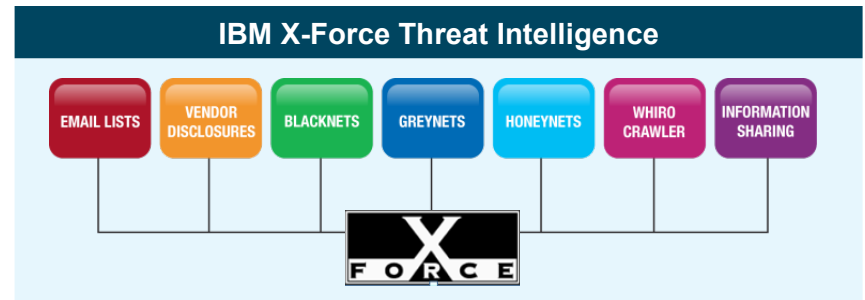 IBM X-Force Threat Intelligence
EMAIL LISTS
VENDOR
DISCLOSURES
BLACKNETS
GREYNETS
HONEYNETS
WHIRO
CRAWLER
INFORMATION
SHARING
X
FORCE